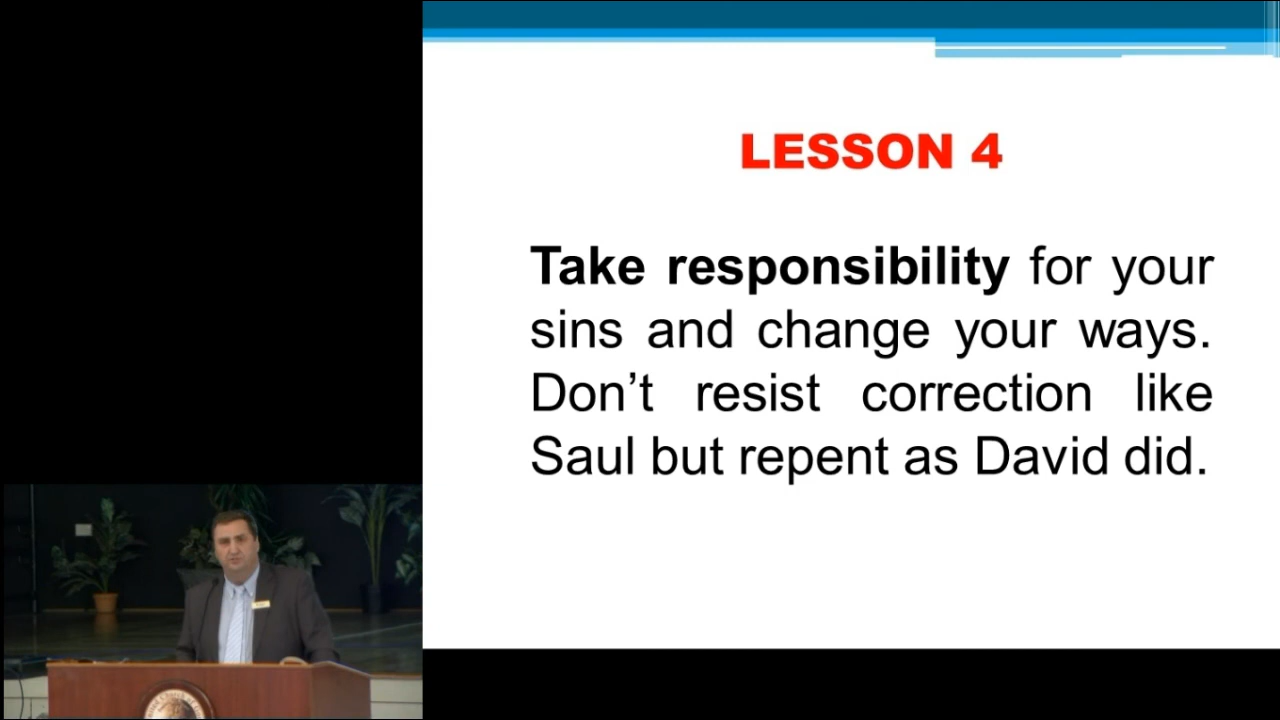 LESSON 4
Take responsibility for your
sins and change your ways.
Don’t resist correction like
Saul but repent as David did.